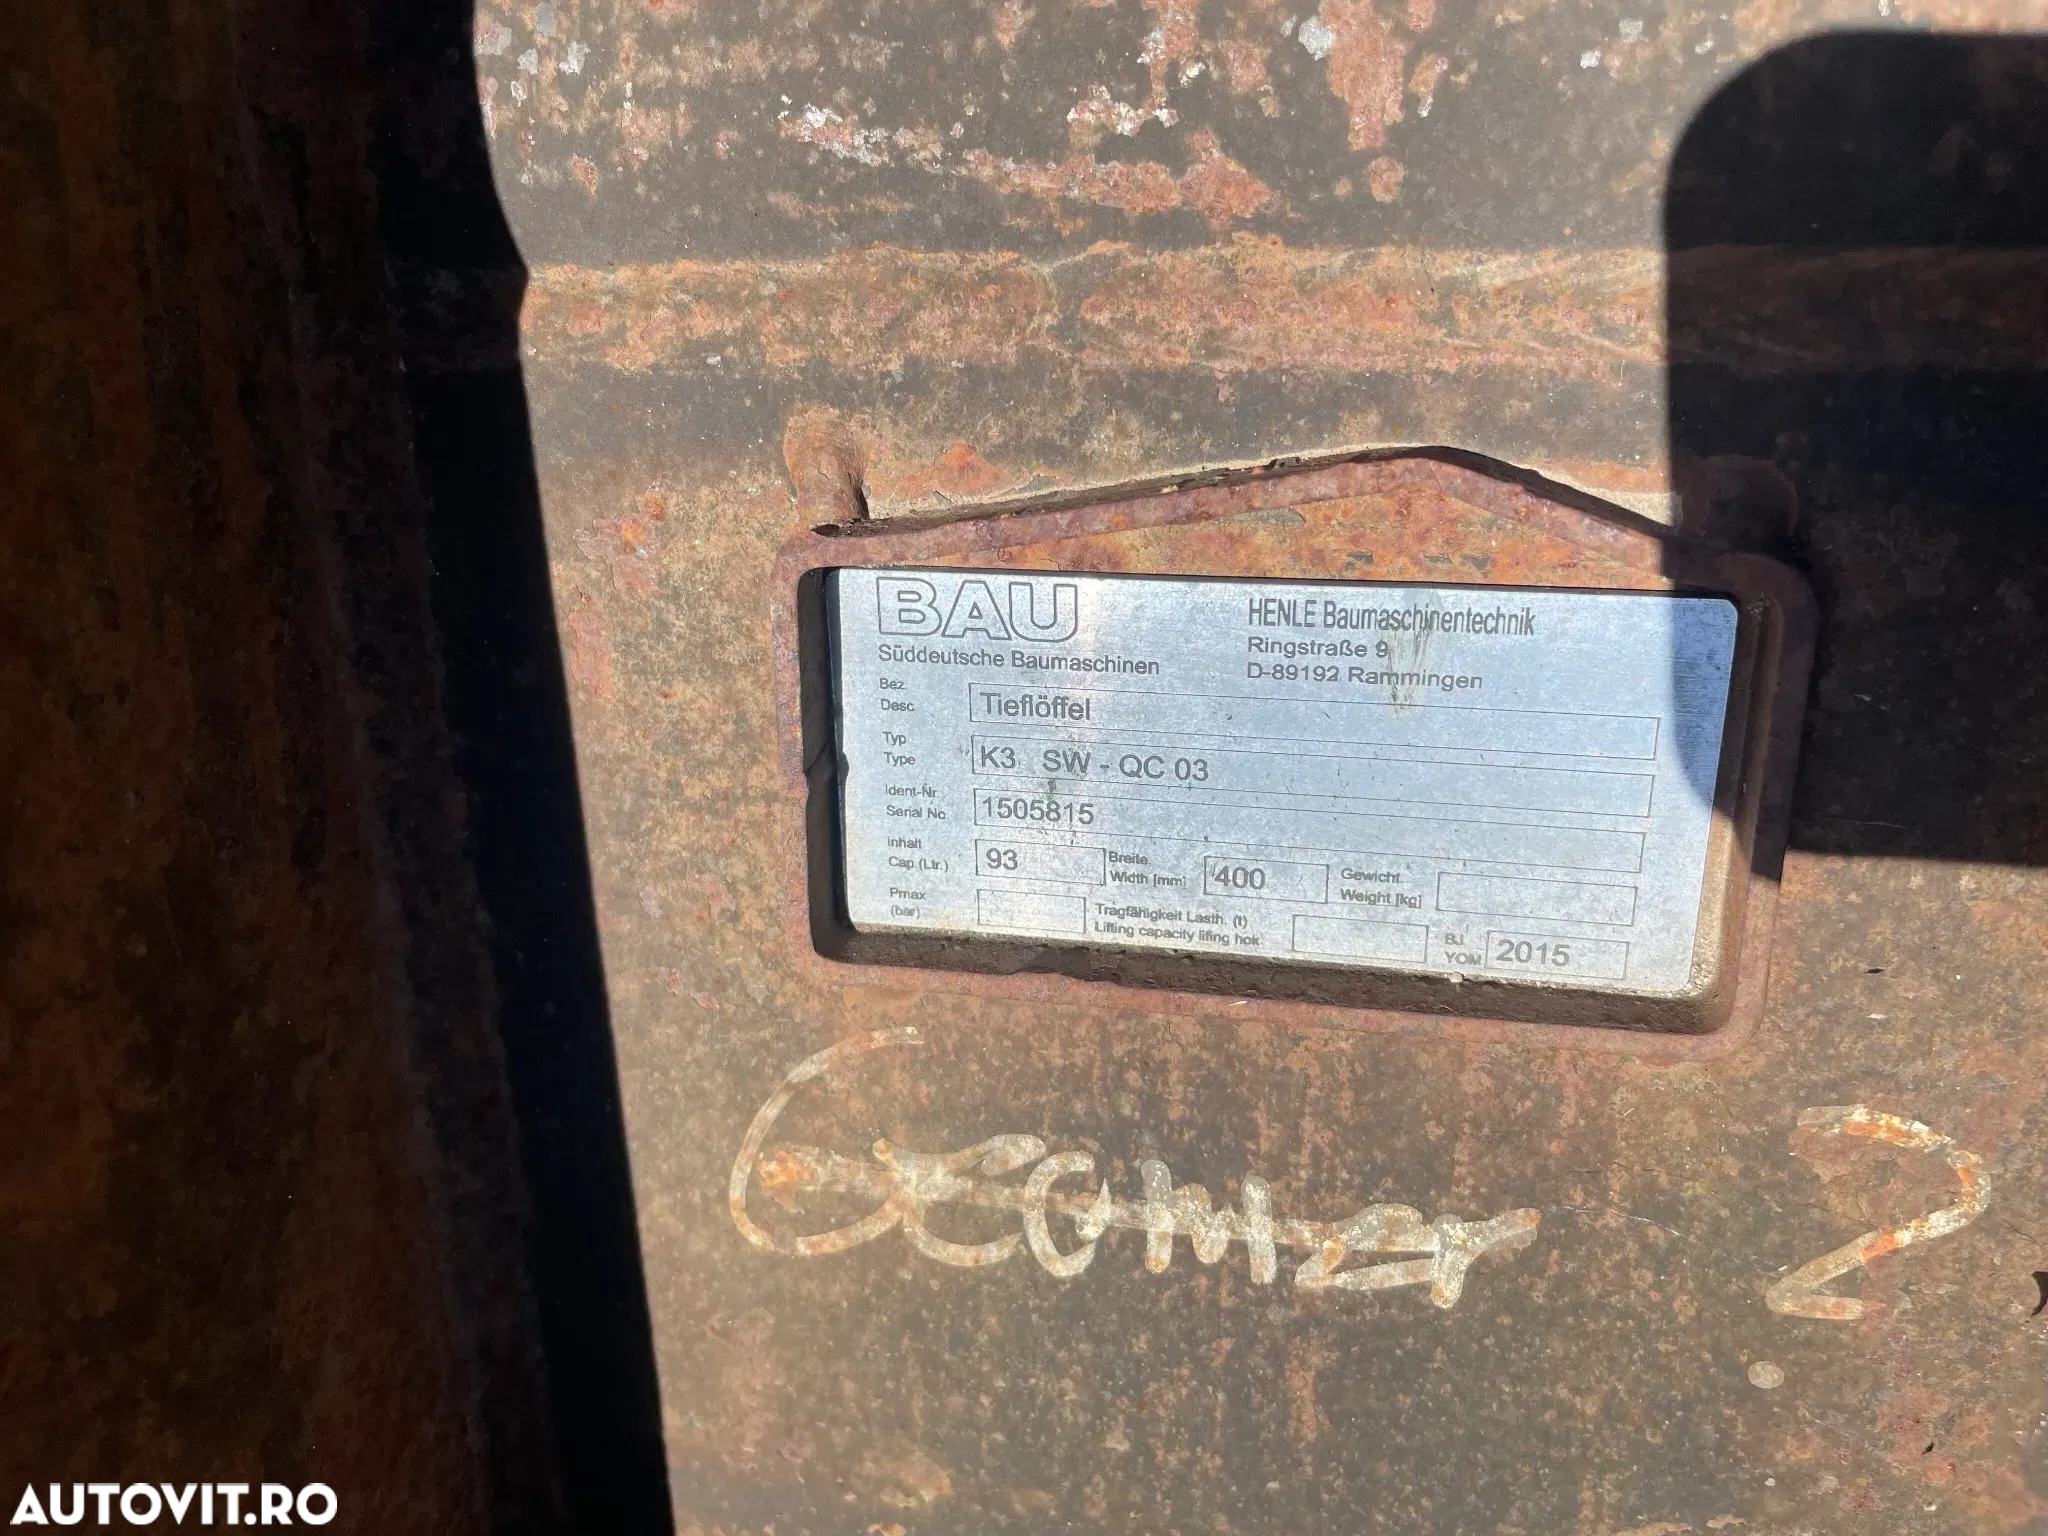 BAU
Süddeutsche Baumaschinen
HENLE Baumaschinentechnik
Ringstraße 9
D-89192 Rammingen
Bez.
Desc.
Tieflöffel
Typ
Type
K3 SW - QC 03
Ident-Nr.
Serial No.
1505815
Inhalt
Cap.(Ltr.)
93
Breite.
Width [mm]
400
Gewicht.
Weight [kg]
Pmax
(bar)
Tragfähigkeit Lasth. (t)
Lifting capacity lifing hok.
BJ.
YOM
2015
2
AUTOVIT.RO